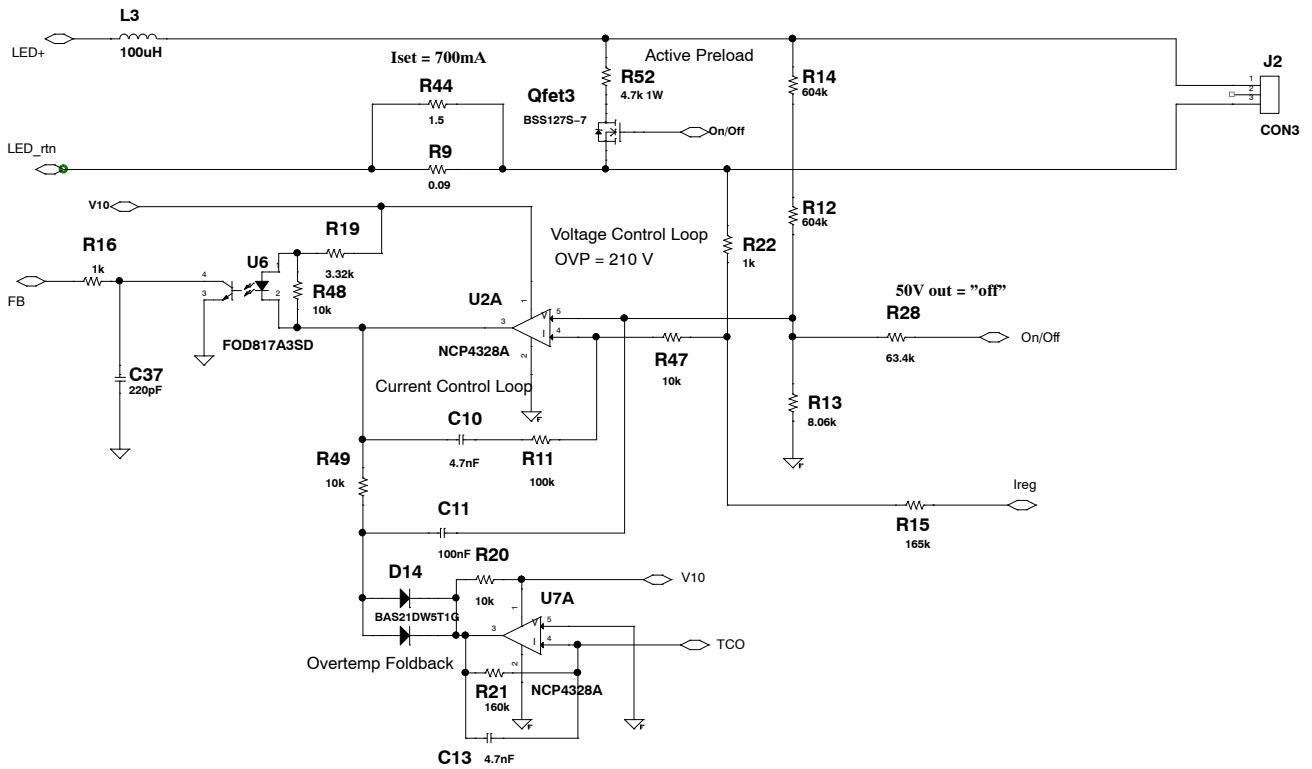 L3
LED+
100uH
Iset = 700mA
Active Preload
R44
1.5
R52
4.7k 1W
R14
604k
J2
1
2
3
CON3
Qfet3
BSS127S-7
On/Off
LED_rtn
R9
0.09
V10
R19
3.32k
R12
604k
Voltage Control Loop
OVP = 210 V
R22
1k
R16
1k
U6
4
3
1
2
FB
R48
10k
FOD817A3SD
U2A
1
V
5
I
4
3
2
NCP4328A
F
50V out = ”off”
R28
63.4k
On/Off
R47
10k
C37
220pF
Current Control Loop
R13
8.06k
F
C10
4.7nF
R11
100k
R49
10k
Ireg
R15
165k
C11
100nF
R20
10k
V10
D14
BAS21DW5T1G
U7A
1
V
5
I
4
3
2
TCO
Overtemp Foldback
R21
160k
NCP4328A
F
F
C13
4.7nF